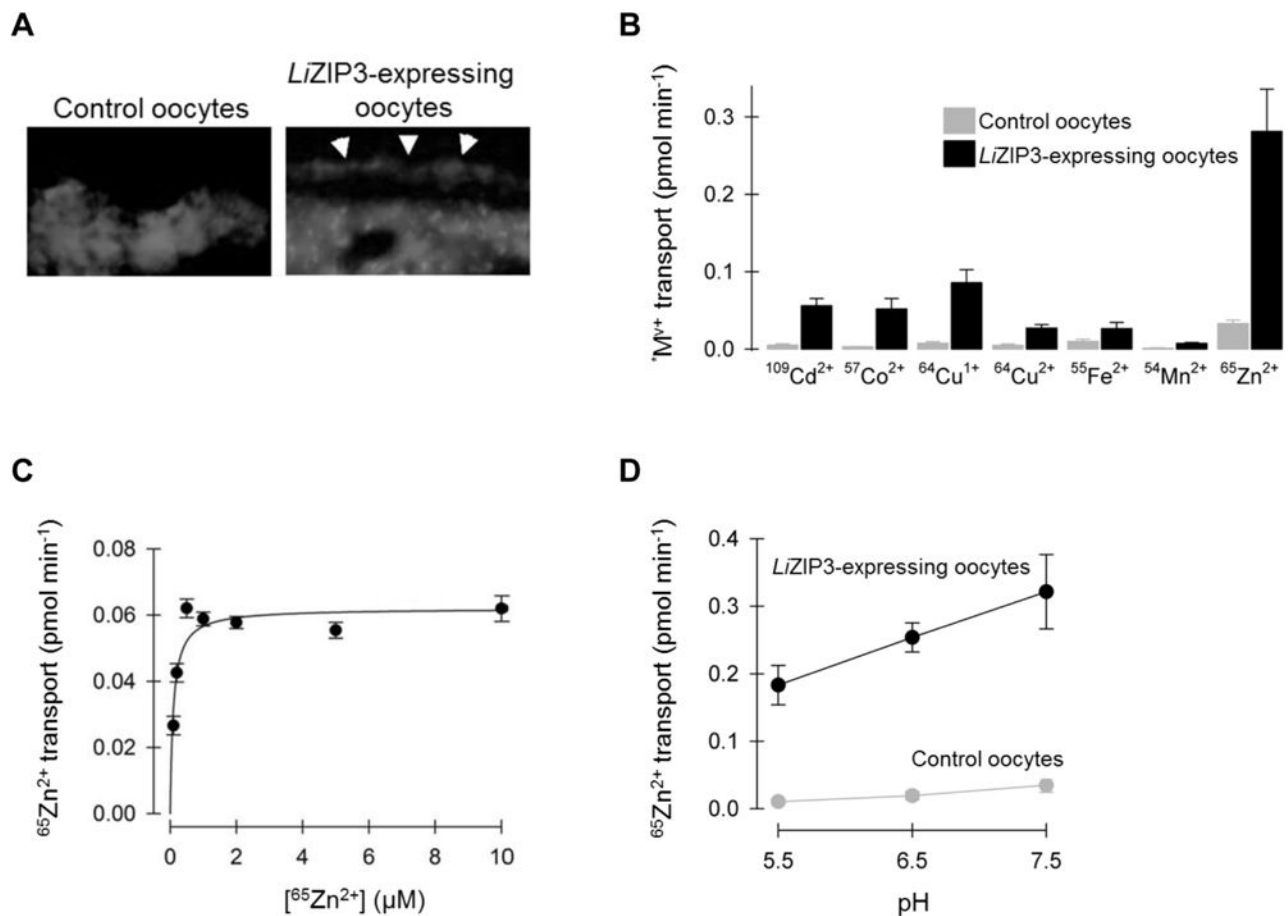 A
Control oocytes
LiZIP3-expressing
oocytes
B
*Mᵛ⁺ transport (pmol min⁻¹)
0.3
0.2
0.1
0.0
Control oocytes
LiZIP3-expressing oocytes
¹⁰⁹Cd²⁺ ⁵⁷Co²⁺ ⁶⁴Cu¹⁺ ⁶⁴Cu²⁺ ⁵⁵Fe²⁺ ⁵⁴Mn²⁺ ⁶⁵Zn²⁺
C
⁶⁵Zn²⁺ transport (pmol min⁻¹)
0.08
0.06
0.04
0.02
0.00
0 2 4 6 8 10
[⁶⁵Zn²⁺] (µM)
D
⁶⁵Zn²⁺ transport (pmol min⁻¹)
0.4
0.3
0.2
0.1
0.0
LiZIP3-expressing oocytes
Control oocytes
5.5 6.5 7.5
pH